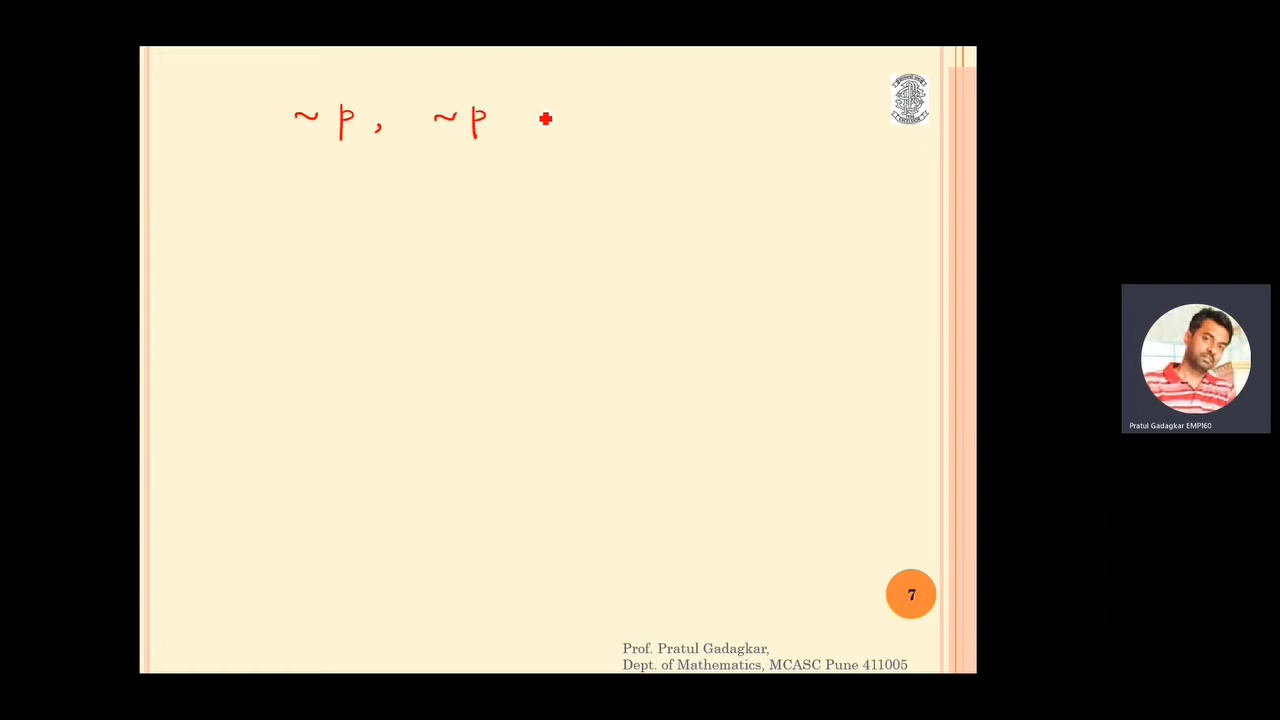 ~ p , ~ p
Pratul Gadagkar EMP160
7
Prof. Pratul Gadagkar,
Dept. of Mathematics, MCASC Pune 411005